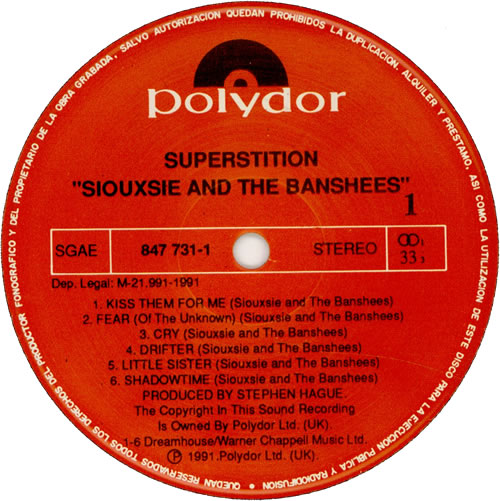 RESERVADOS TODOS LOS DERECHOS DEL PRODUCTOR FONOGRAFICO Y DEL PROPIETARIO DE LA OBRA GRABADA, SALVO AUTORIZACION QUEDAN PROHIBIDOS LA DUPLICACION, ALQUILER Y PRESTAMO, ASI COMO LA UTILIZACION DE ESTE DISCO PARA LA EJECUCION PUBLICA Y RADIODIFUSION
polydor
SUPERSTITION
"SIOUXSIE AND THE BANSHEES"
1
SGAE 847 731-1 STEREO 33
Dep. Legal: M-21.991-1991
1. KISS THEM FOR ME (Siouxsie and The Banshees)
2. FEAR (Of The Unknown) (Siouxsie and The Banshees)
3. CRY (Siouxsie and The Banshees)
4. DRIFTER (Siouxsie and The Banshees)
5. LITTLE SISTER (Siouxsie and The Banshees)
6. SHADOWTIME (Siouxsie and The Banshees)
PRODUCED BY STEPHEN HAGUE.
The Copyright In This Sound Recording
Is Owned By Polydor Ltd. (UK).
1-6 Dreamhouse/Warner Chappell Music Ltd.
℗ 1991.Polydor Ltd. (UK).